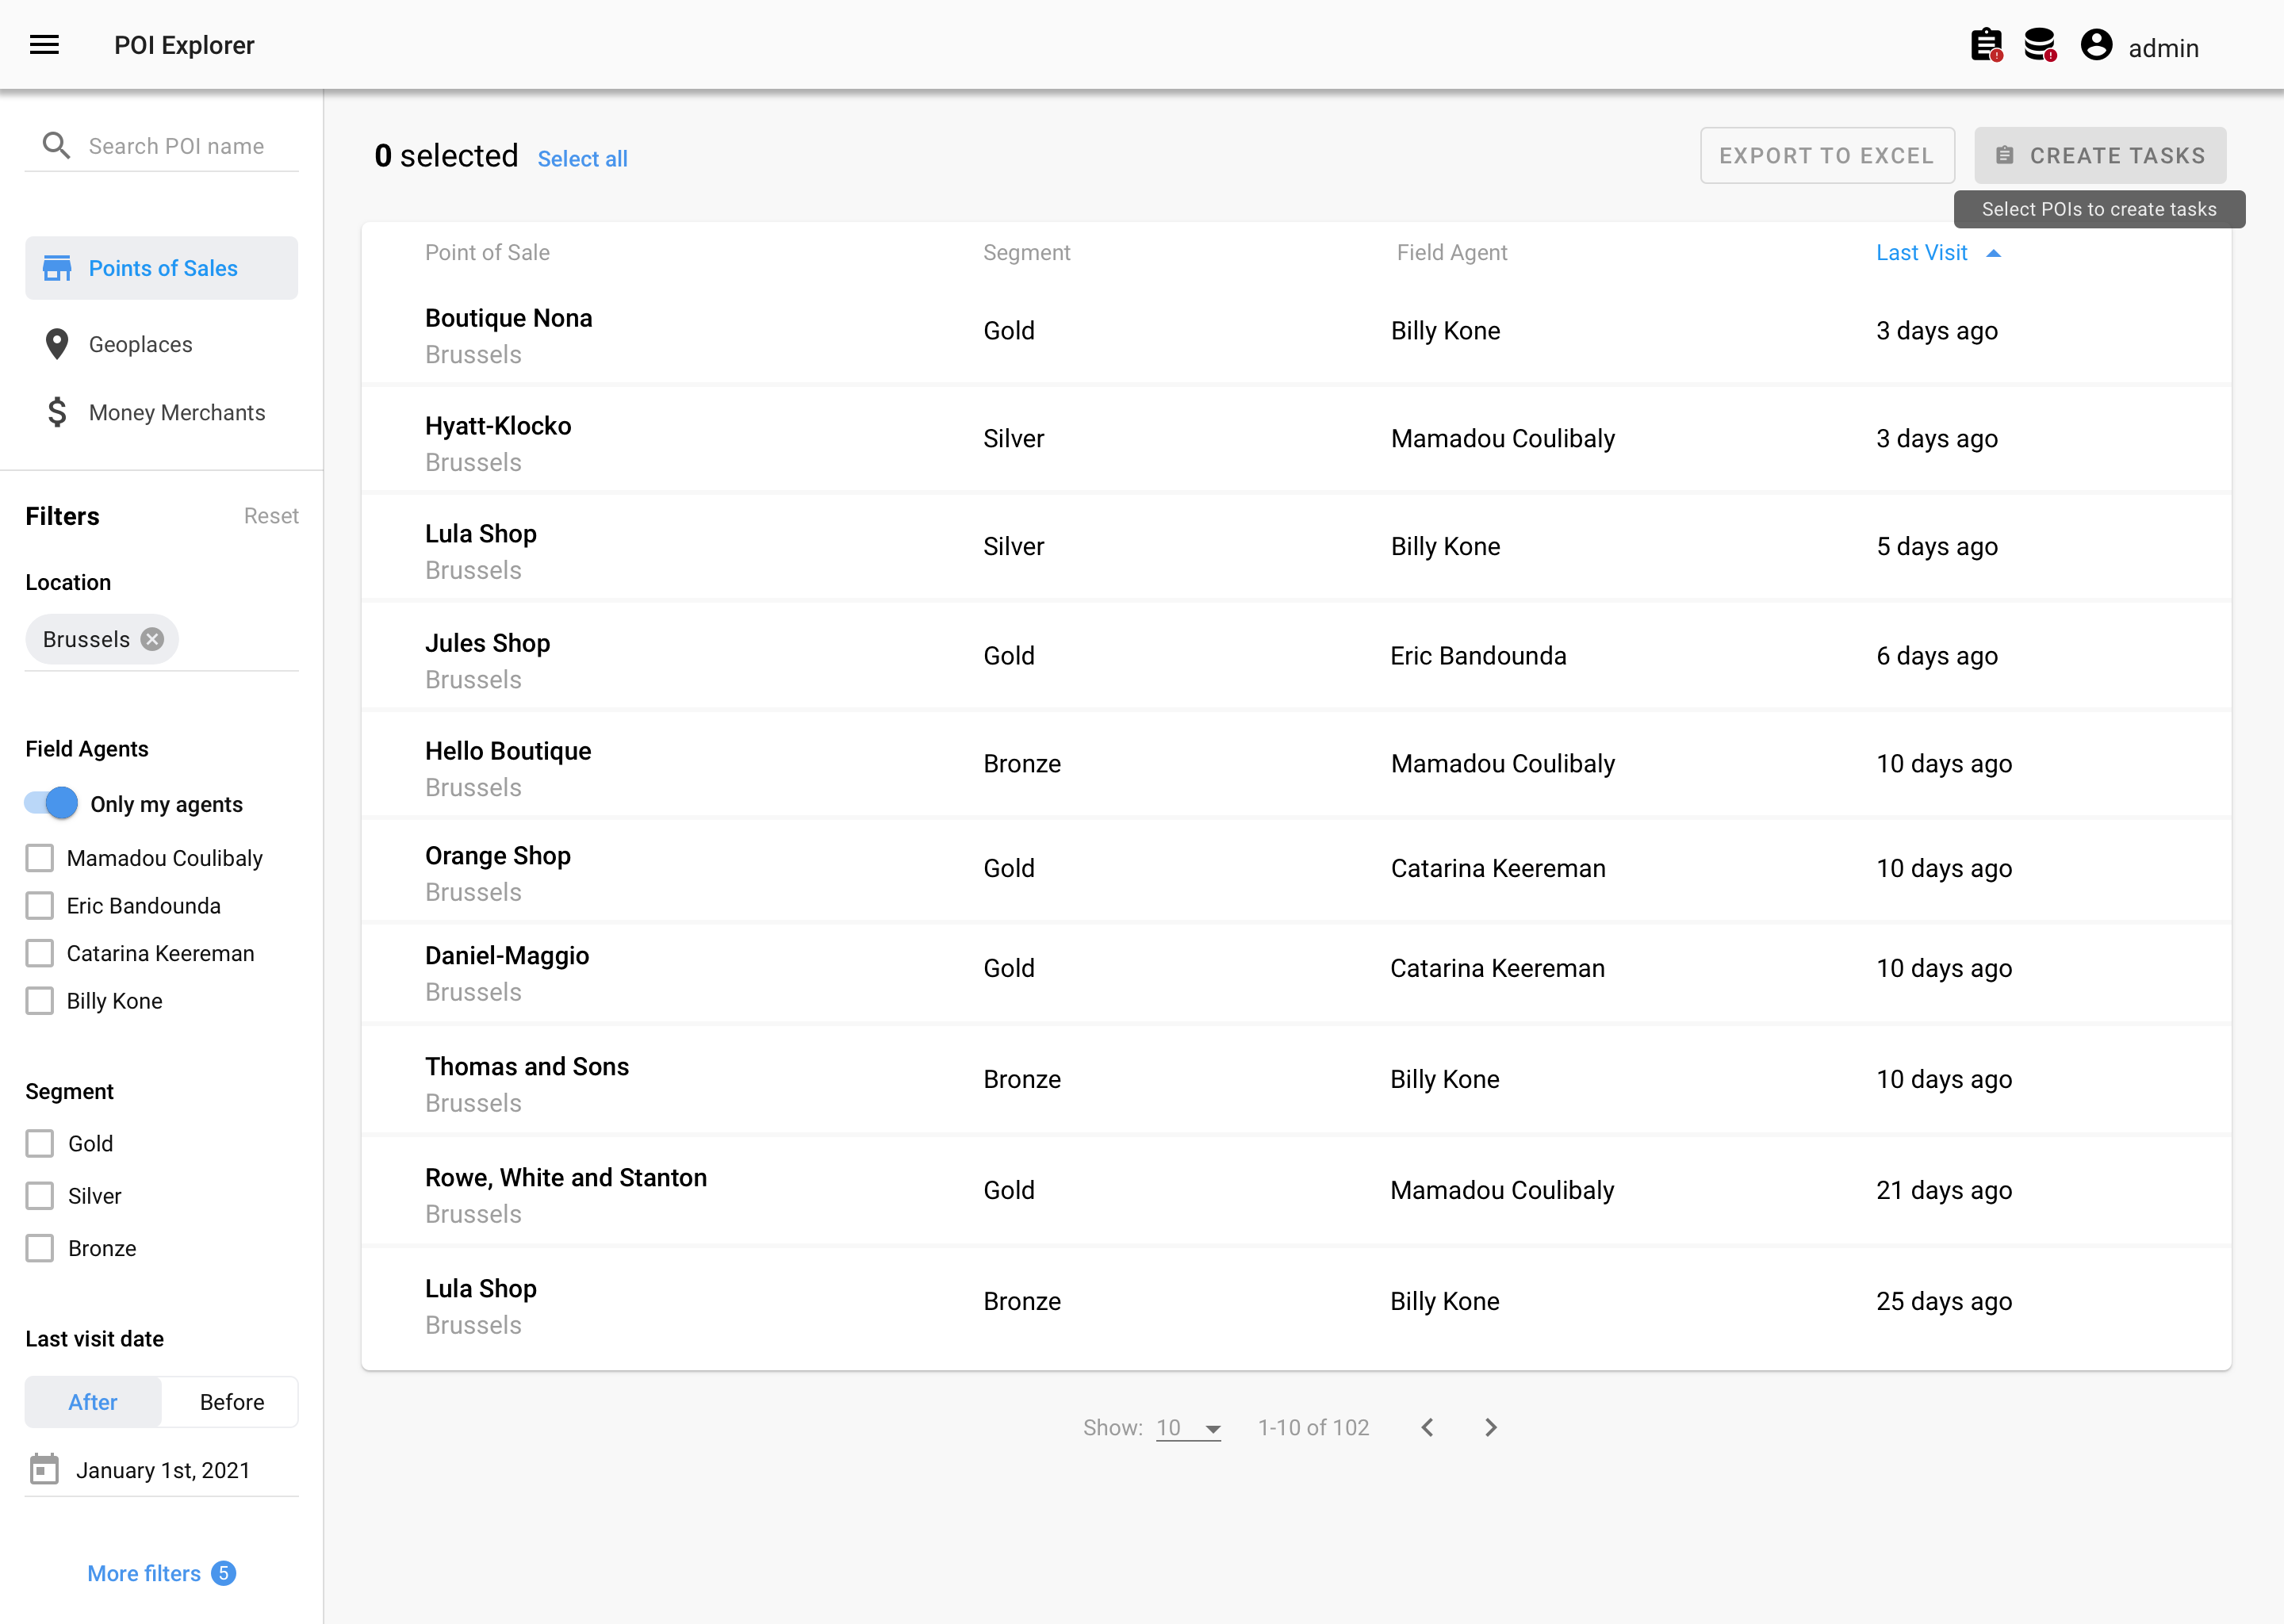 POI Explorer
admin
Search POI name
Points of Sales
Geoplaces
Money Merchants
Filters Reset
Location
Brussels
Field Agents
Only my agents
Mamadou Coulibaly
Eric Bandounda
Catarina Keereman
Billy Kone
Segment
Gold
Silver
Bronze
Last visit date
After Before
January 1st, 2021
More filters 5
0 selected Select all
EXPORT TO EXCEL CREATE TASKS
Select POIs to create tasks
Point of Sale Segment Field Agent Last Visit
Boutique Nona
Brussels
Gold Billy Kone 3 days ago
Hyatt-Klocko
Brussels
Silver Mamadou Coulibaly 3 days ago
Lula Shop
Brussels
Silver Billy Kone 5 days ago
Jules Shop
Brussels
Gold Eric Bandounda 6 days ago
Hello Boutique
Brussels
Bronze Mamadou Coulibaly 10 days ago
Orange Shop
Brussels
Gold Catarina Keereman 10 days ago
Daniel-Maggio
Brussels
Gold Catarina Keereman 10 days ago
Thomas and Sons
Brussels
Bronze Billy Kone 10 days ago
Rowe, White and Stanton
Brussels
Gold Mamadou Coulibaly 21 days ago
Lula Shop
Brussels
Bronze Billy Kone 25 days ago
Show: 10 1-10 of 102